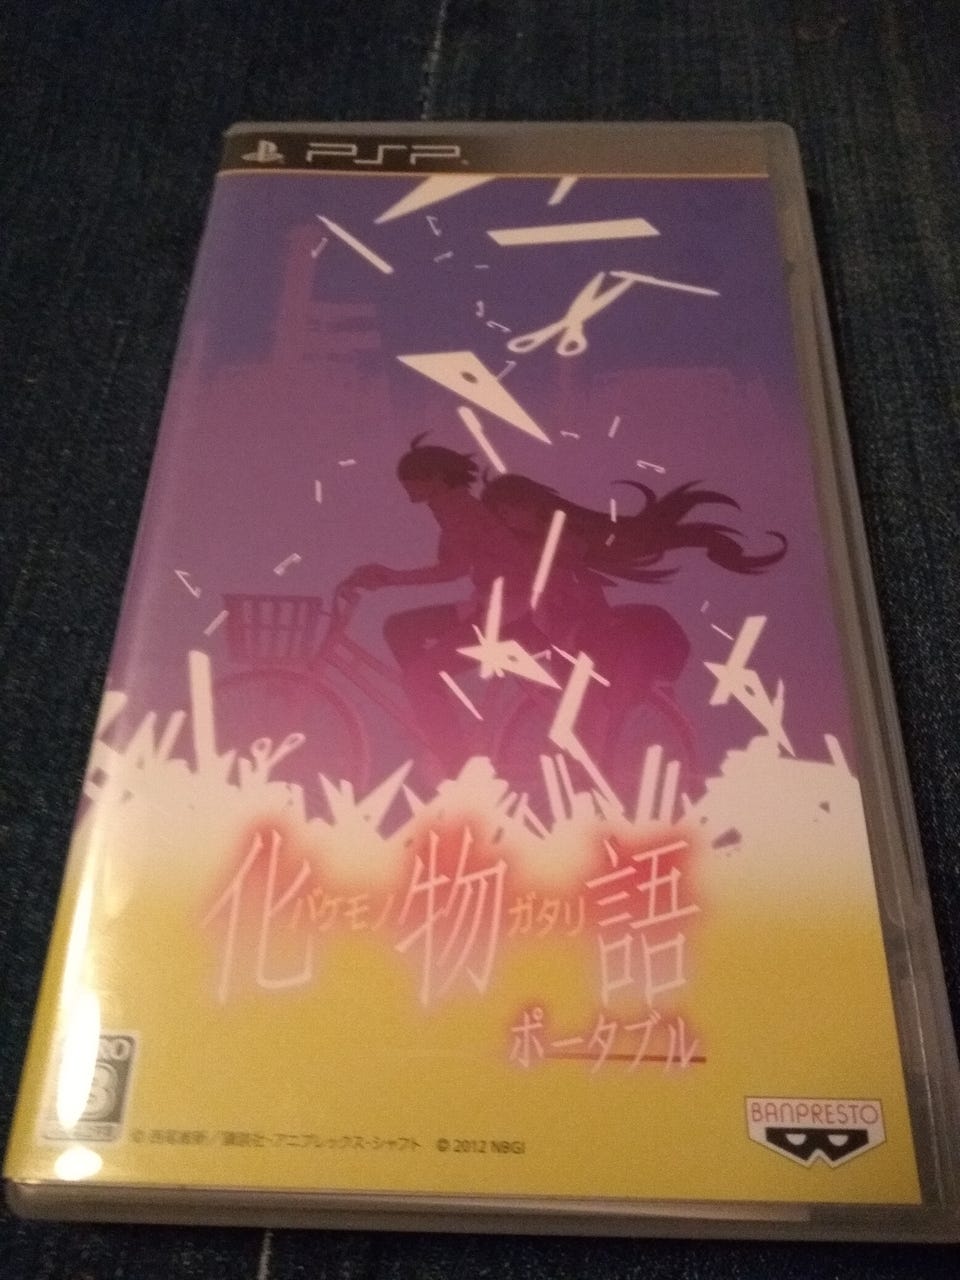 PSP
化物語
バケモノガタリ
ポータブル
BANPRESTO
© 西尾維新／講談社・アニプレックス・シャフト © 2012 NBGI